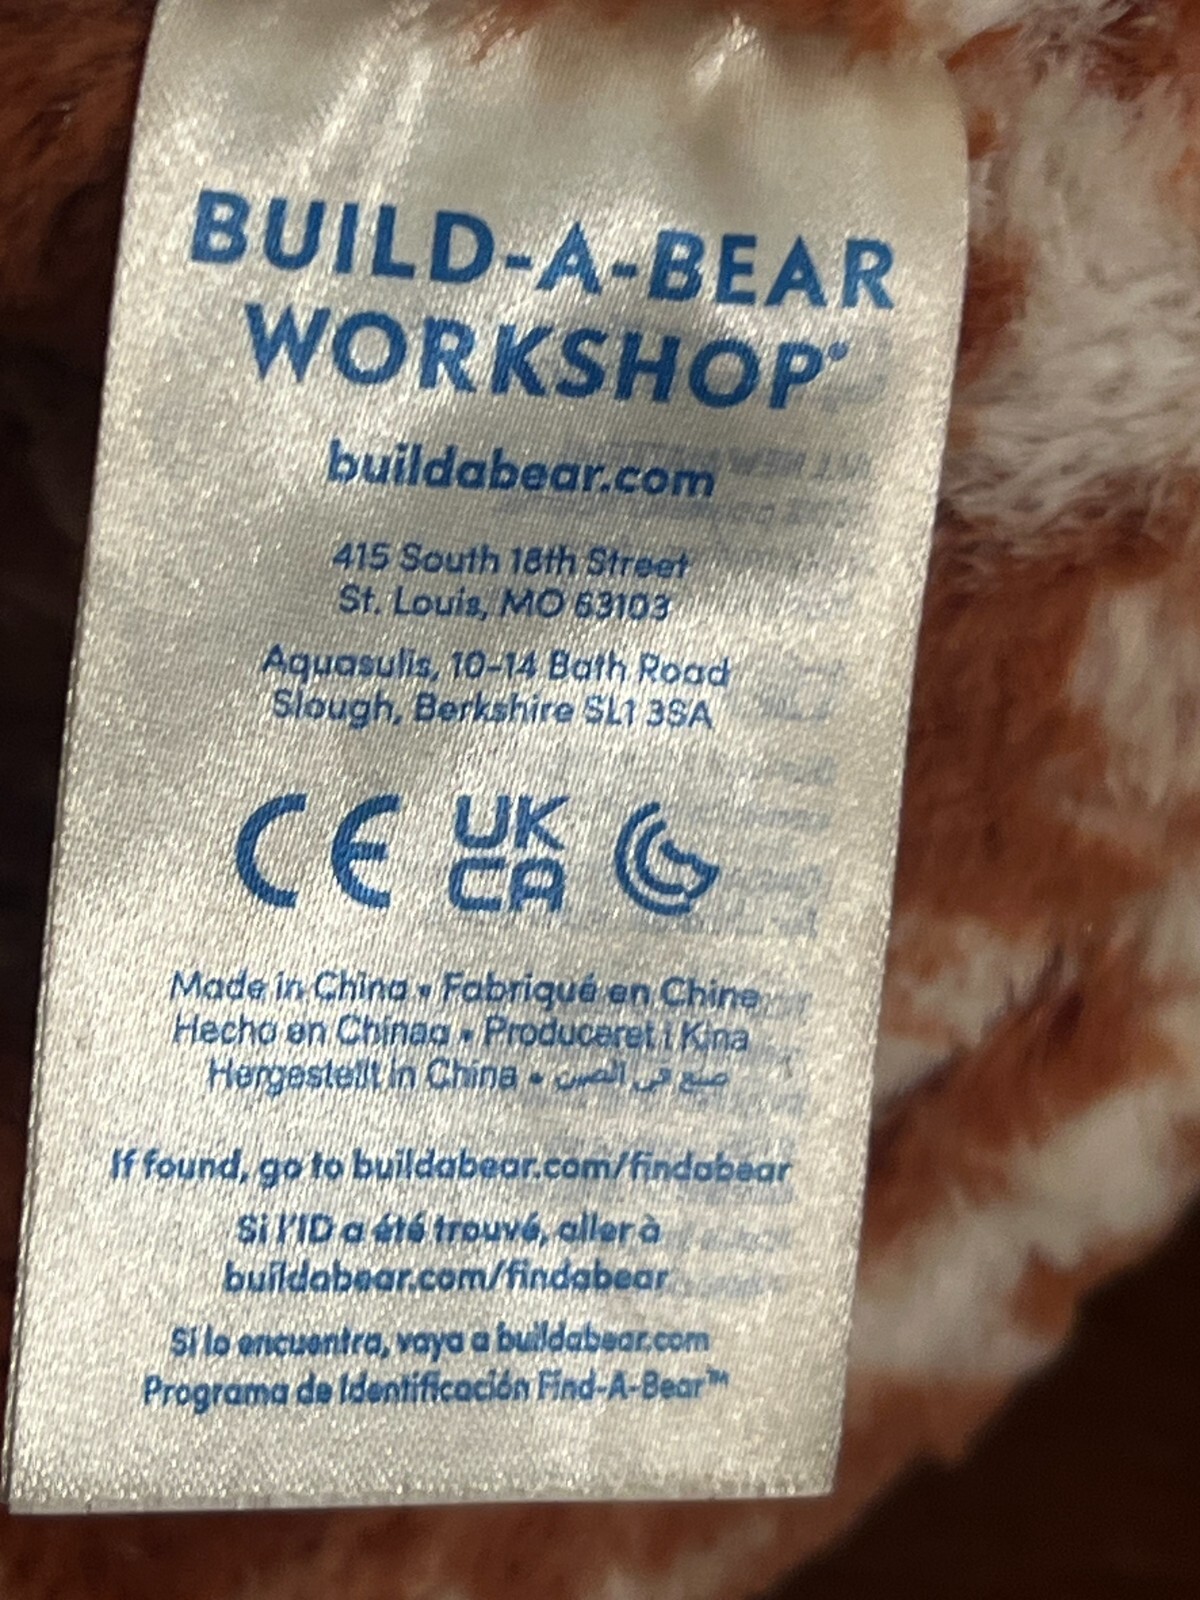 BUILD-A-BEAR
WORKSHOP®
buildabear.com
415 South 18th Street
St. Louis, MO 63103
Aquasulis, 10-14 Bath Road
Slough, Berkshire SL1 3SA
CE UK
CA
Made in China • Fabriqué en Chine
Hecho en Chinaa • Produceret i Kina
Hergestellt in China • صنع في الصين
If found, go to buildabear.com/findabear
Si l'ID a été trouvé, aller à
buildabear.com/findabear
Si lo encuentra, vaya a buildabear.com
Programa de Identificación Find-A-Bear™